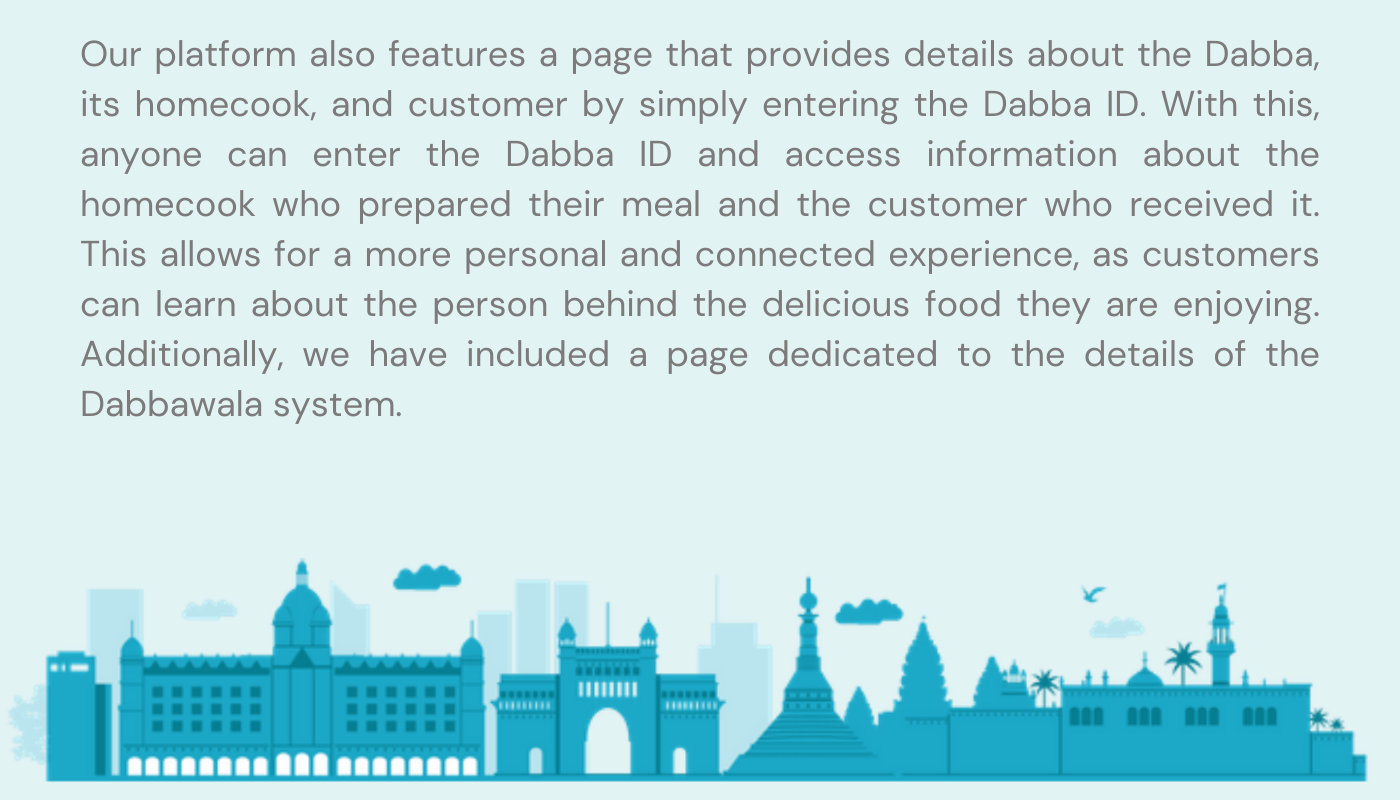 Our platform also features a page that provides details about the Dabba,
its homecook, and customer by simply entering the Dabba ID. With this,
anyone can enter the Dabba ID and access information about the
homecook who prepared their meal and the customer who received it.
This allows for a more personal and connected experience, as customers
can learn about the person behind the delicious food they are enjoying.
Additionally, we have included a page dedicated to the details of the
Dabbawala system.